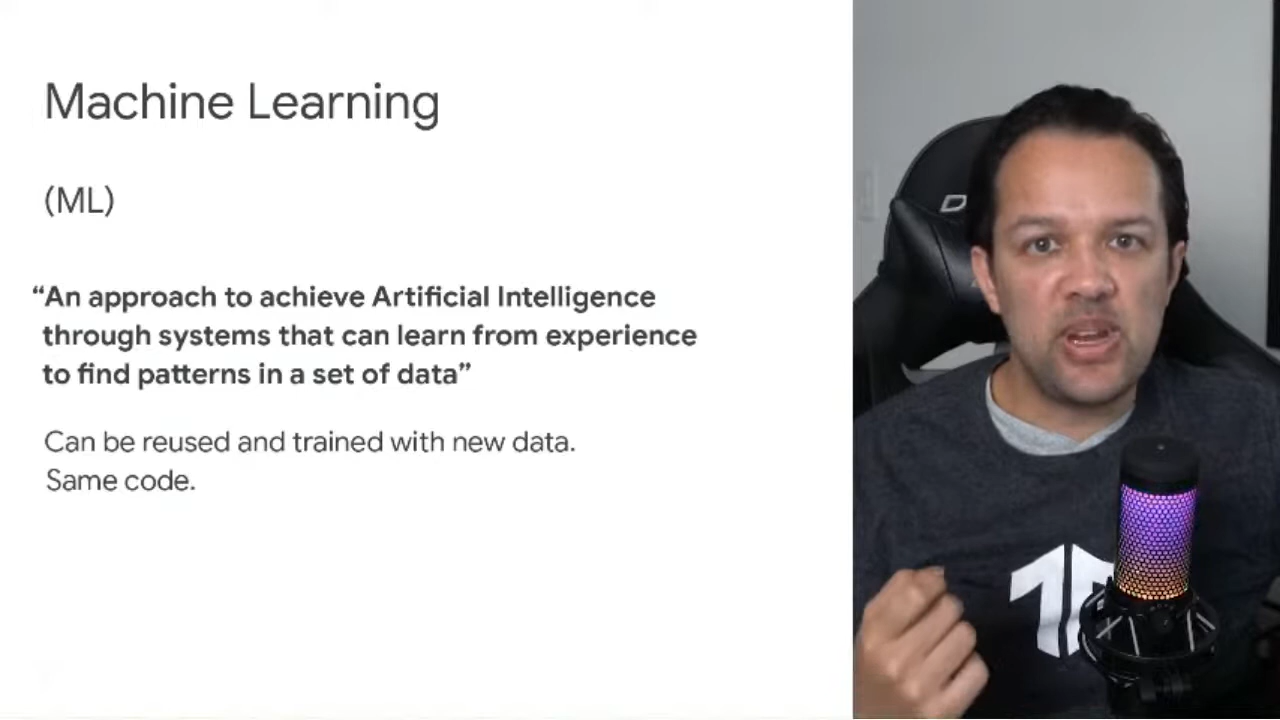 Machine Learning
(ML)
“An approach to achieve Artificial Intelligence
through systems that can learn from experience
to find patterns in a set of data”
Can be reused and trained with new data.
Same code.